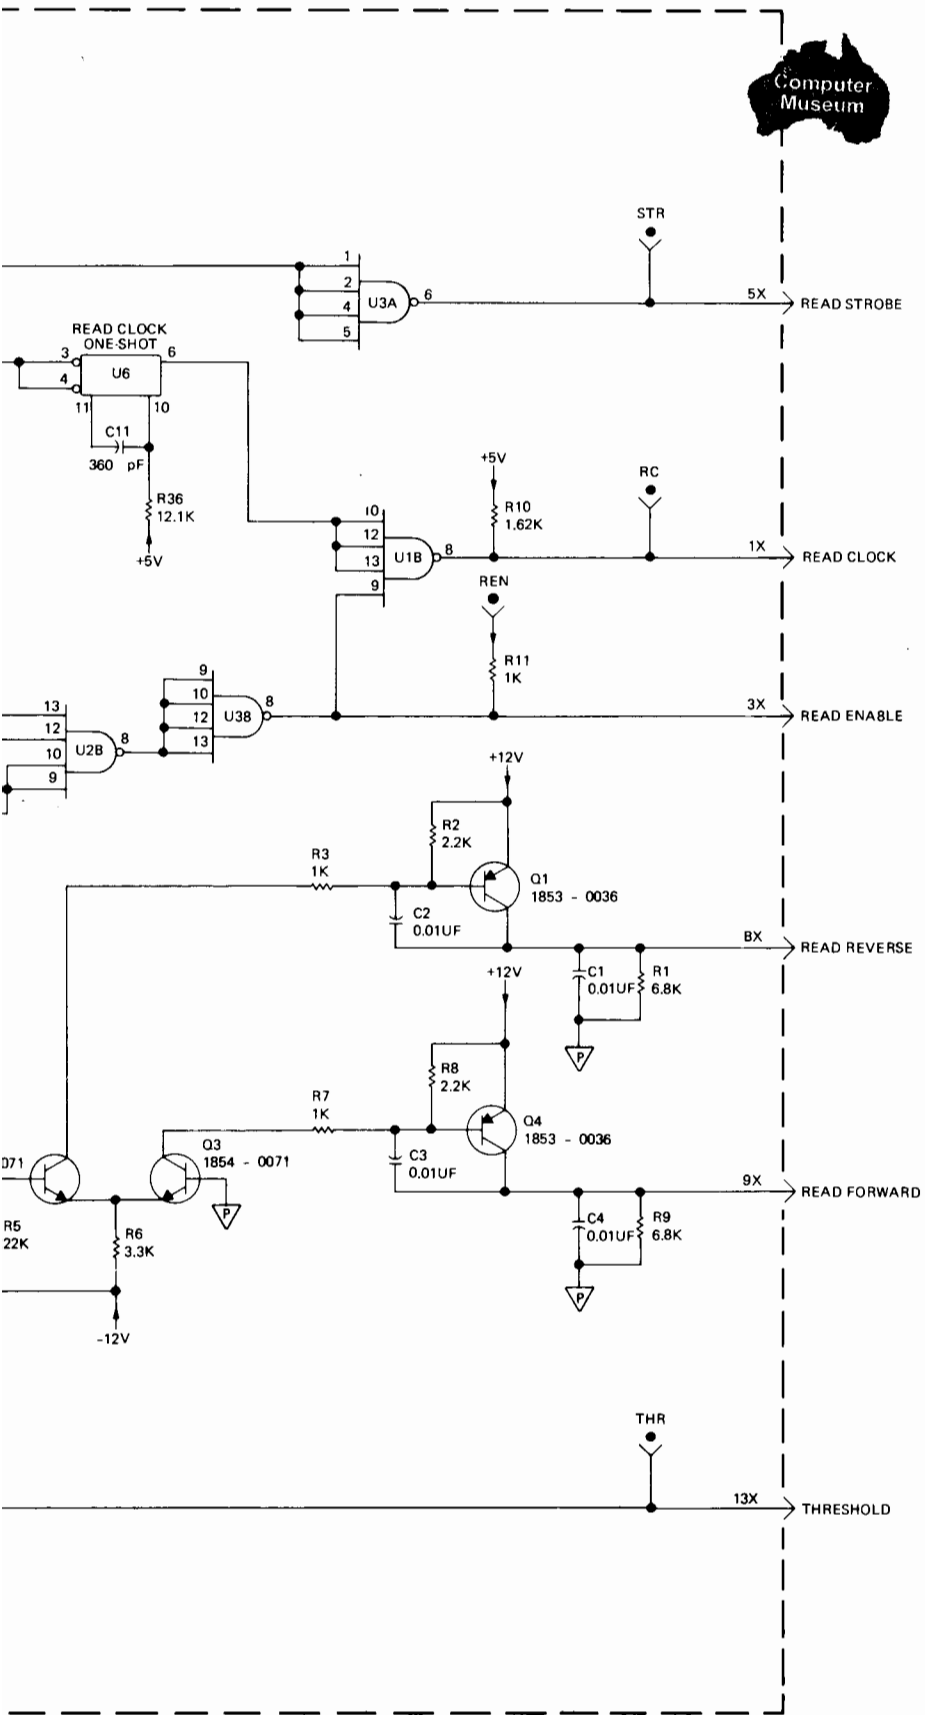 Computer
Museum
STR
1
2
4
5
U3A
6
5X
READ STROBE
READ CLOCK
ONE-SHOT
3
4
U6
6
11
10
C11
360 pF
R36
12.1K
+5V
+5V
R10
1.62K
RC
10
12
13
9
U1B
8
1X
READ CLOCK
REN
R11
1K
9
10
12
13
U3B
8
3X
READ ENABLE
13
12
10
9
U2B
8
+12V
R2
2.2K
R3
1K
Q1
1853 - 0036
C2
0.01UF
BX
READ REVERSE
+12V
C1
0.01UF
R1
6.8K
P
R8
2.2K
R7
1K
Q4
1853 - 0036
Q3
1854 - 0071
C3
0.01UF
071
P
9X
READ FORWARD
R5
22K
R6
3.3K
C4
0.01UF
R9
6.8K
P
-12V
THR
13X
THRESHOLD